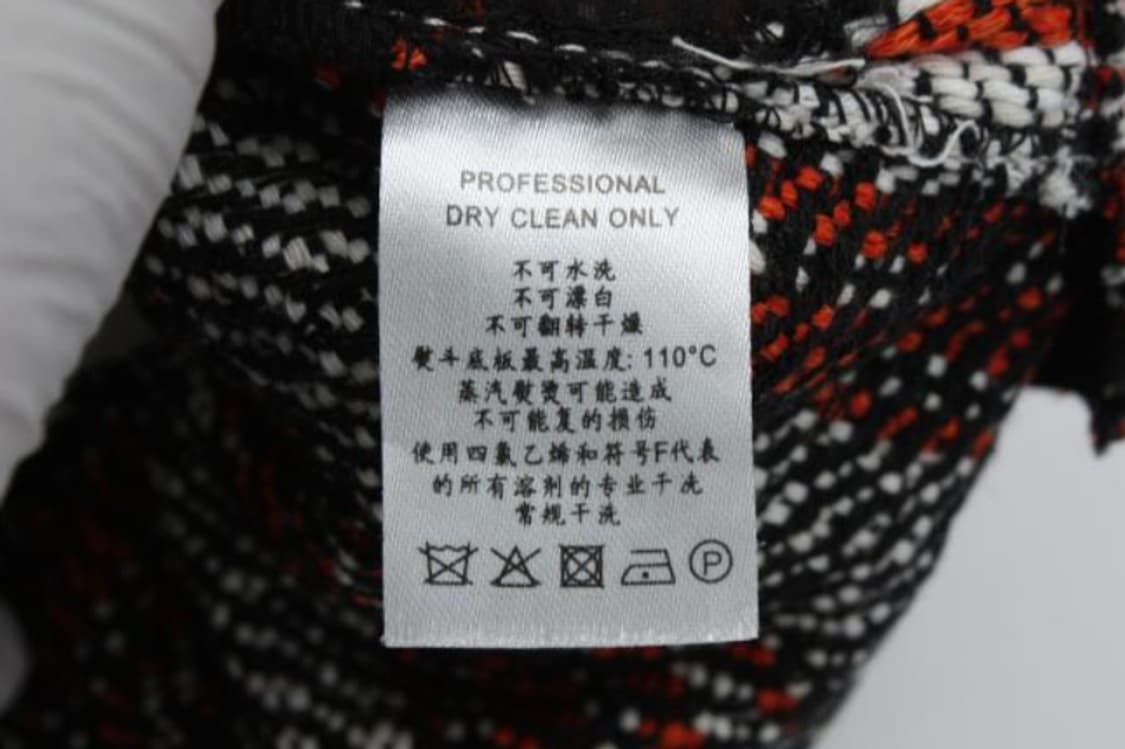 PROFESSIONAL
DRY CLEAN ONLY
不可水洗
不可漂白
不可翻转干燥
熨斗底板最高温度: 110°C
蒸汽熨烫可能造成
不可能复的损伤
使用四氯乙烯和符号F代表
的所有溶剂的专业干洗
常规干洗
P